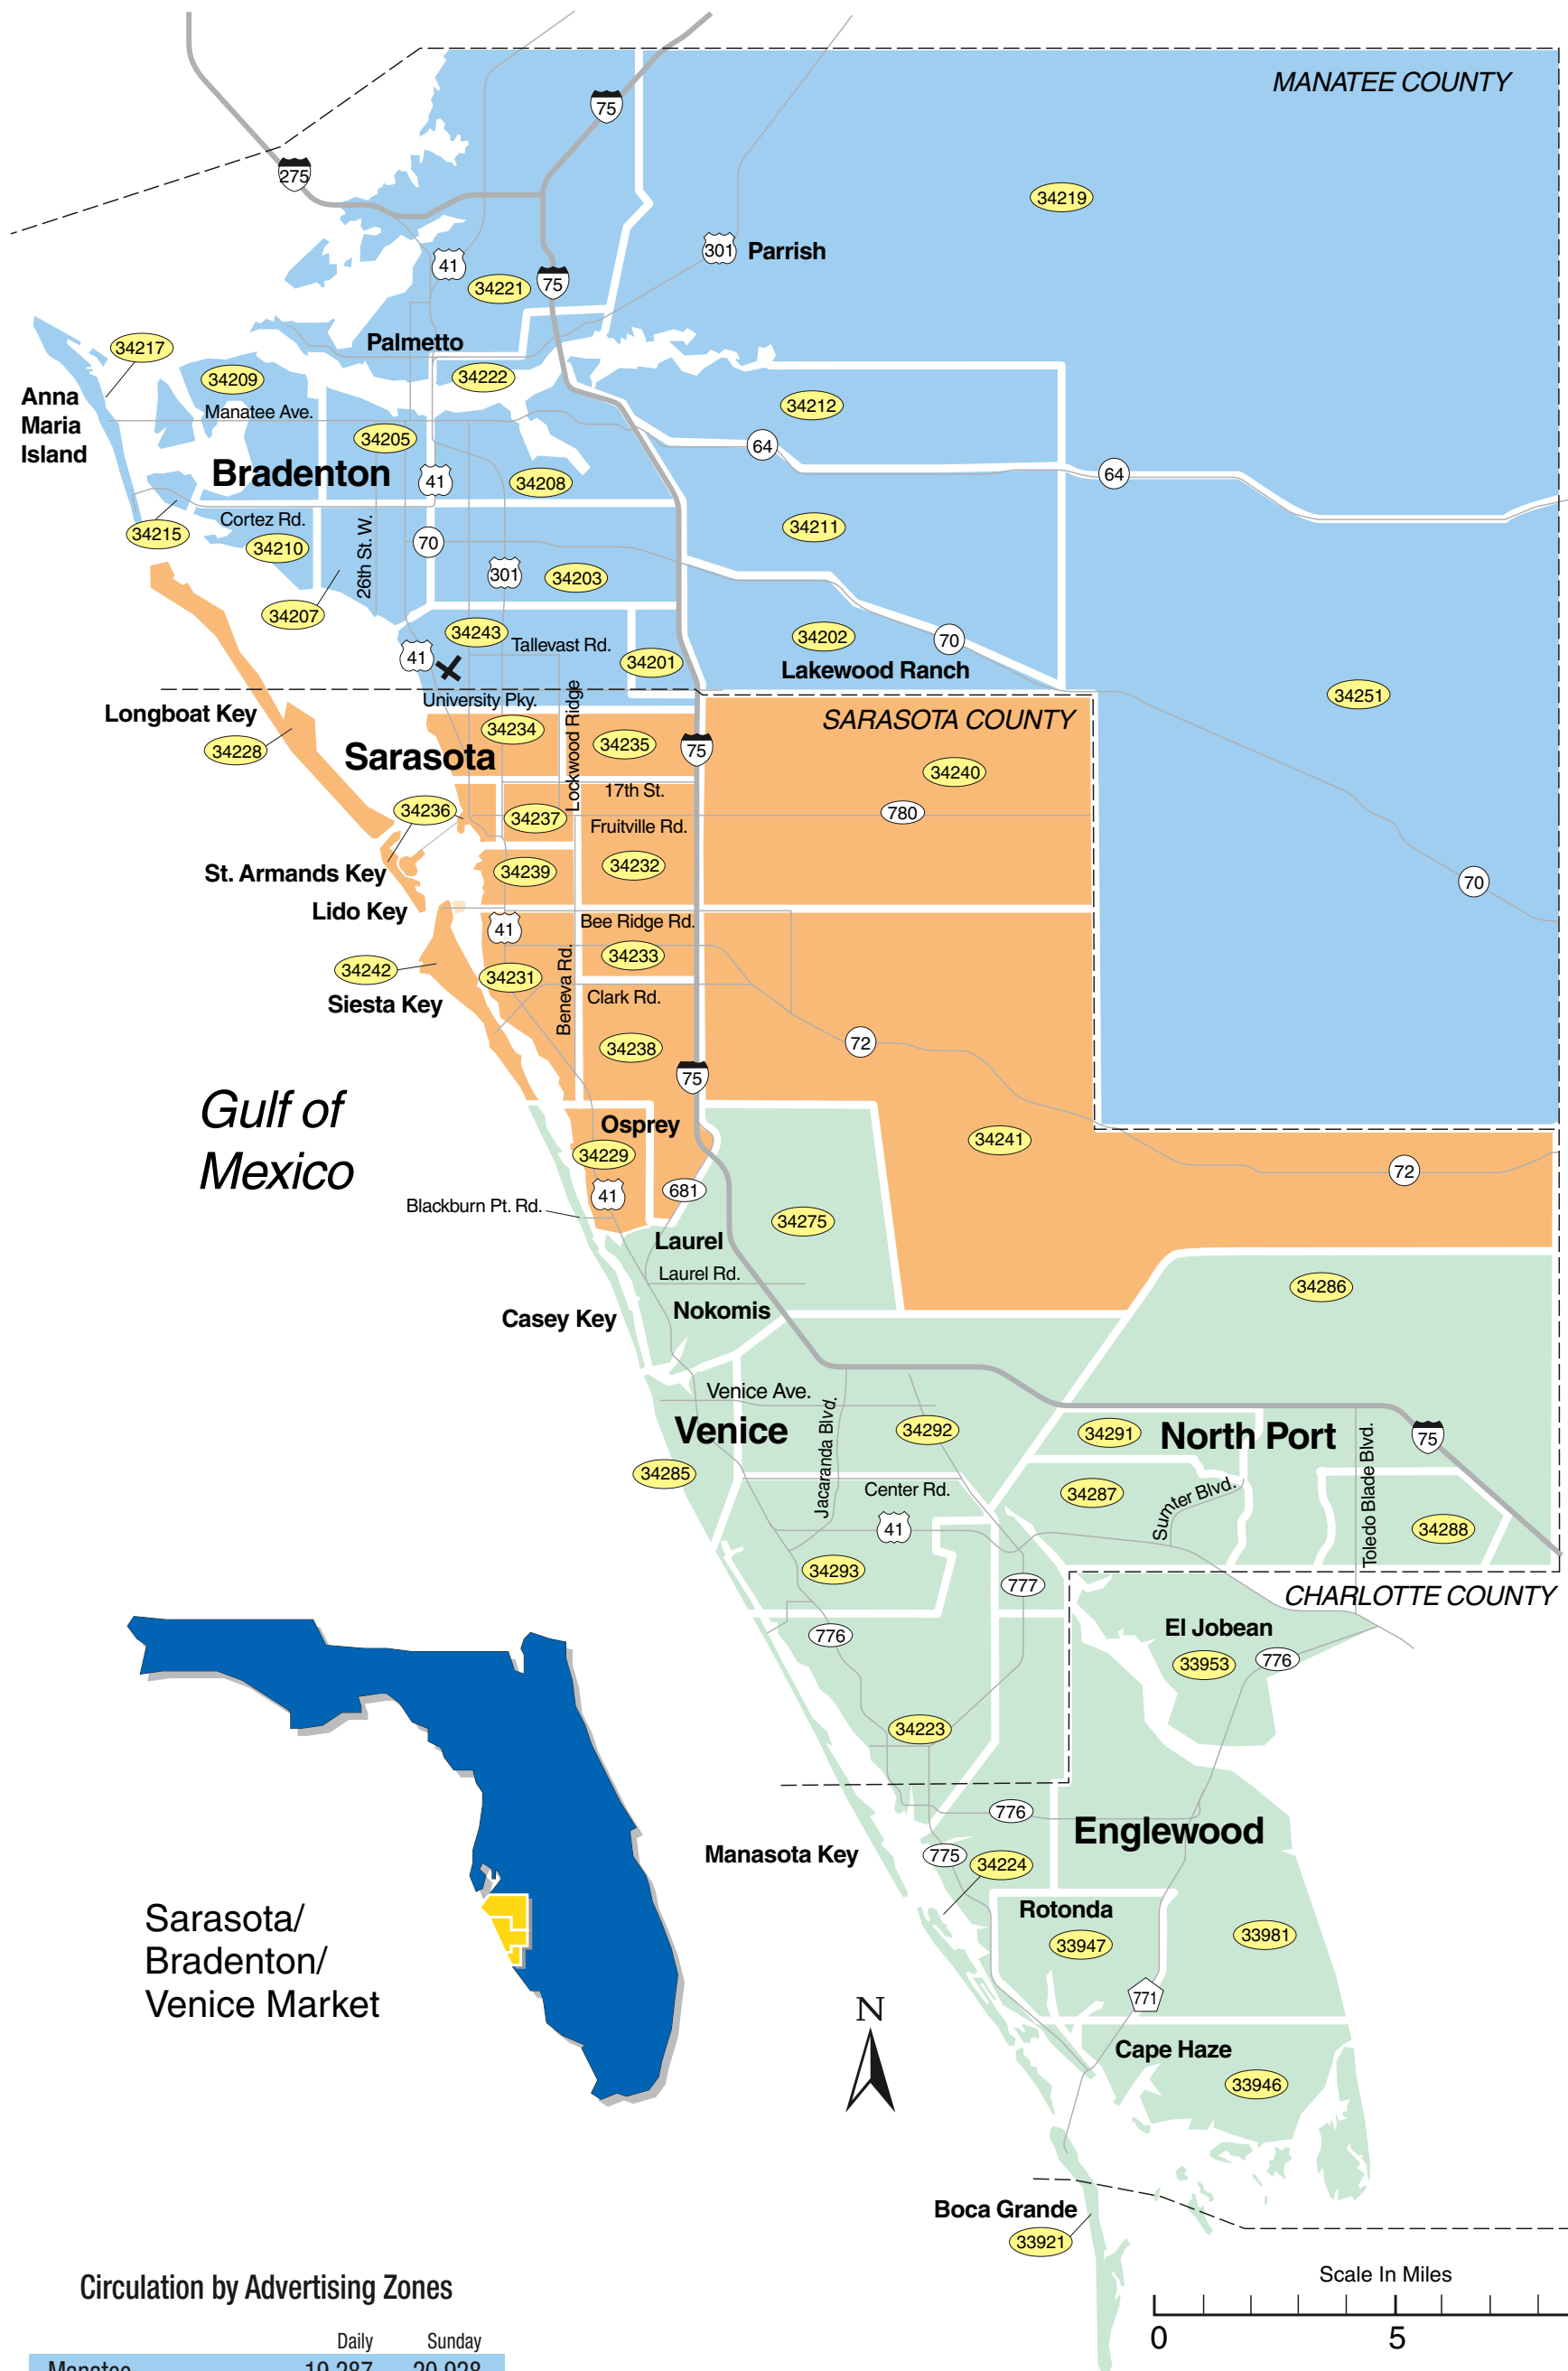 MANATEE COUNTY
75
275
34219
301
Parrish
41
75
34221
Palmetto
34217
34209
34222
Anna
Maria
Island
Manatee Ave.
34212
34205
64
64
Bradenton
41
34208
34215
Cortez Rd.
34210
26th St. W.
70
34211
301
34203
34207
34243
Tallevast Rd.
34202
70
41
34201
Lakewood Ranch
University Pky.
34251
Longboat Key
34228
34234
Lockwood Ridge
SARASOTA COUNTY
Sarasota
34235
75
34240
17th St.
34236
34237
780
Fruitville Rd.
St. Armands Key
34239
34232
70
Lido Key
41
Bee Ridge Rd.
34233
34242
34231
Beneva Rd.
Siesta Key
Clark Rd.
34238
72
75
Gulf of
Mexico
Osprey
34229
34241
72
41
681
Blackburn Pt. Rd.
34275
Laurel
Laurel Rd.
34286
Casey Key
Nokomis
Venice Ave.
Venice
Jacaranda Blvd.
34292
34291
North Port
75
Toledo Blade Blvd.
34285
Center Rd.
34287
Sumter Blvd.
41
34288
34293
777
CHARLOTTE COUNTY
776
El Jobean
33953
776
34223
776
Englewood
Manasota Key
775
34224
Rotonda
33947
33981
Sarasota/
Bradenton/
Venice Market
771
N
Cape Haze
33946
Boca Grande
33921
Scale In Miles
0 5
Circulation by Advertising Zones
Daily Sunday
Manatee 19,287 20,928